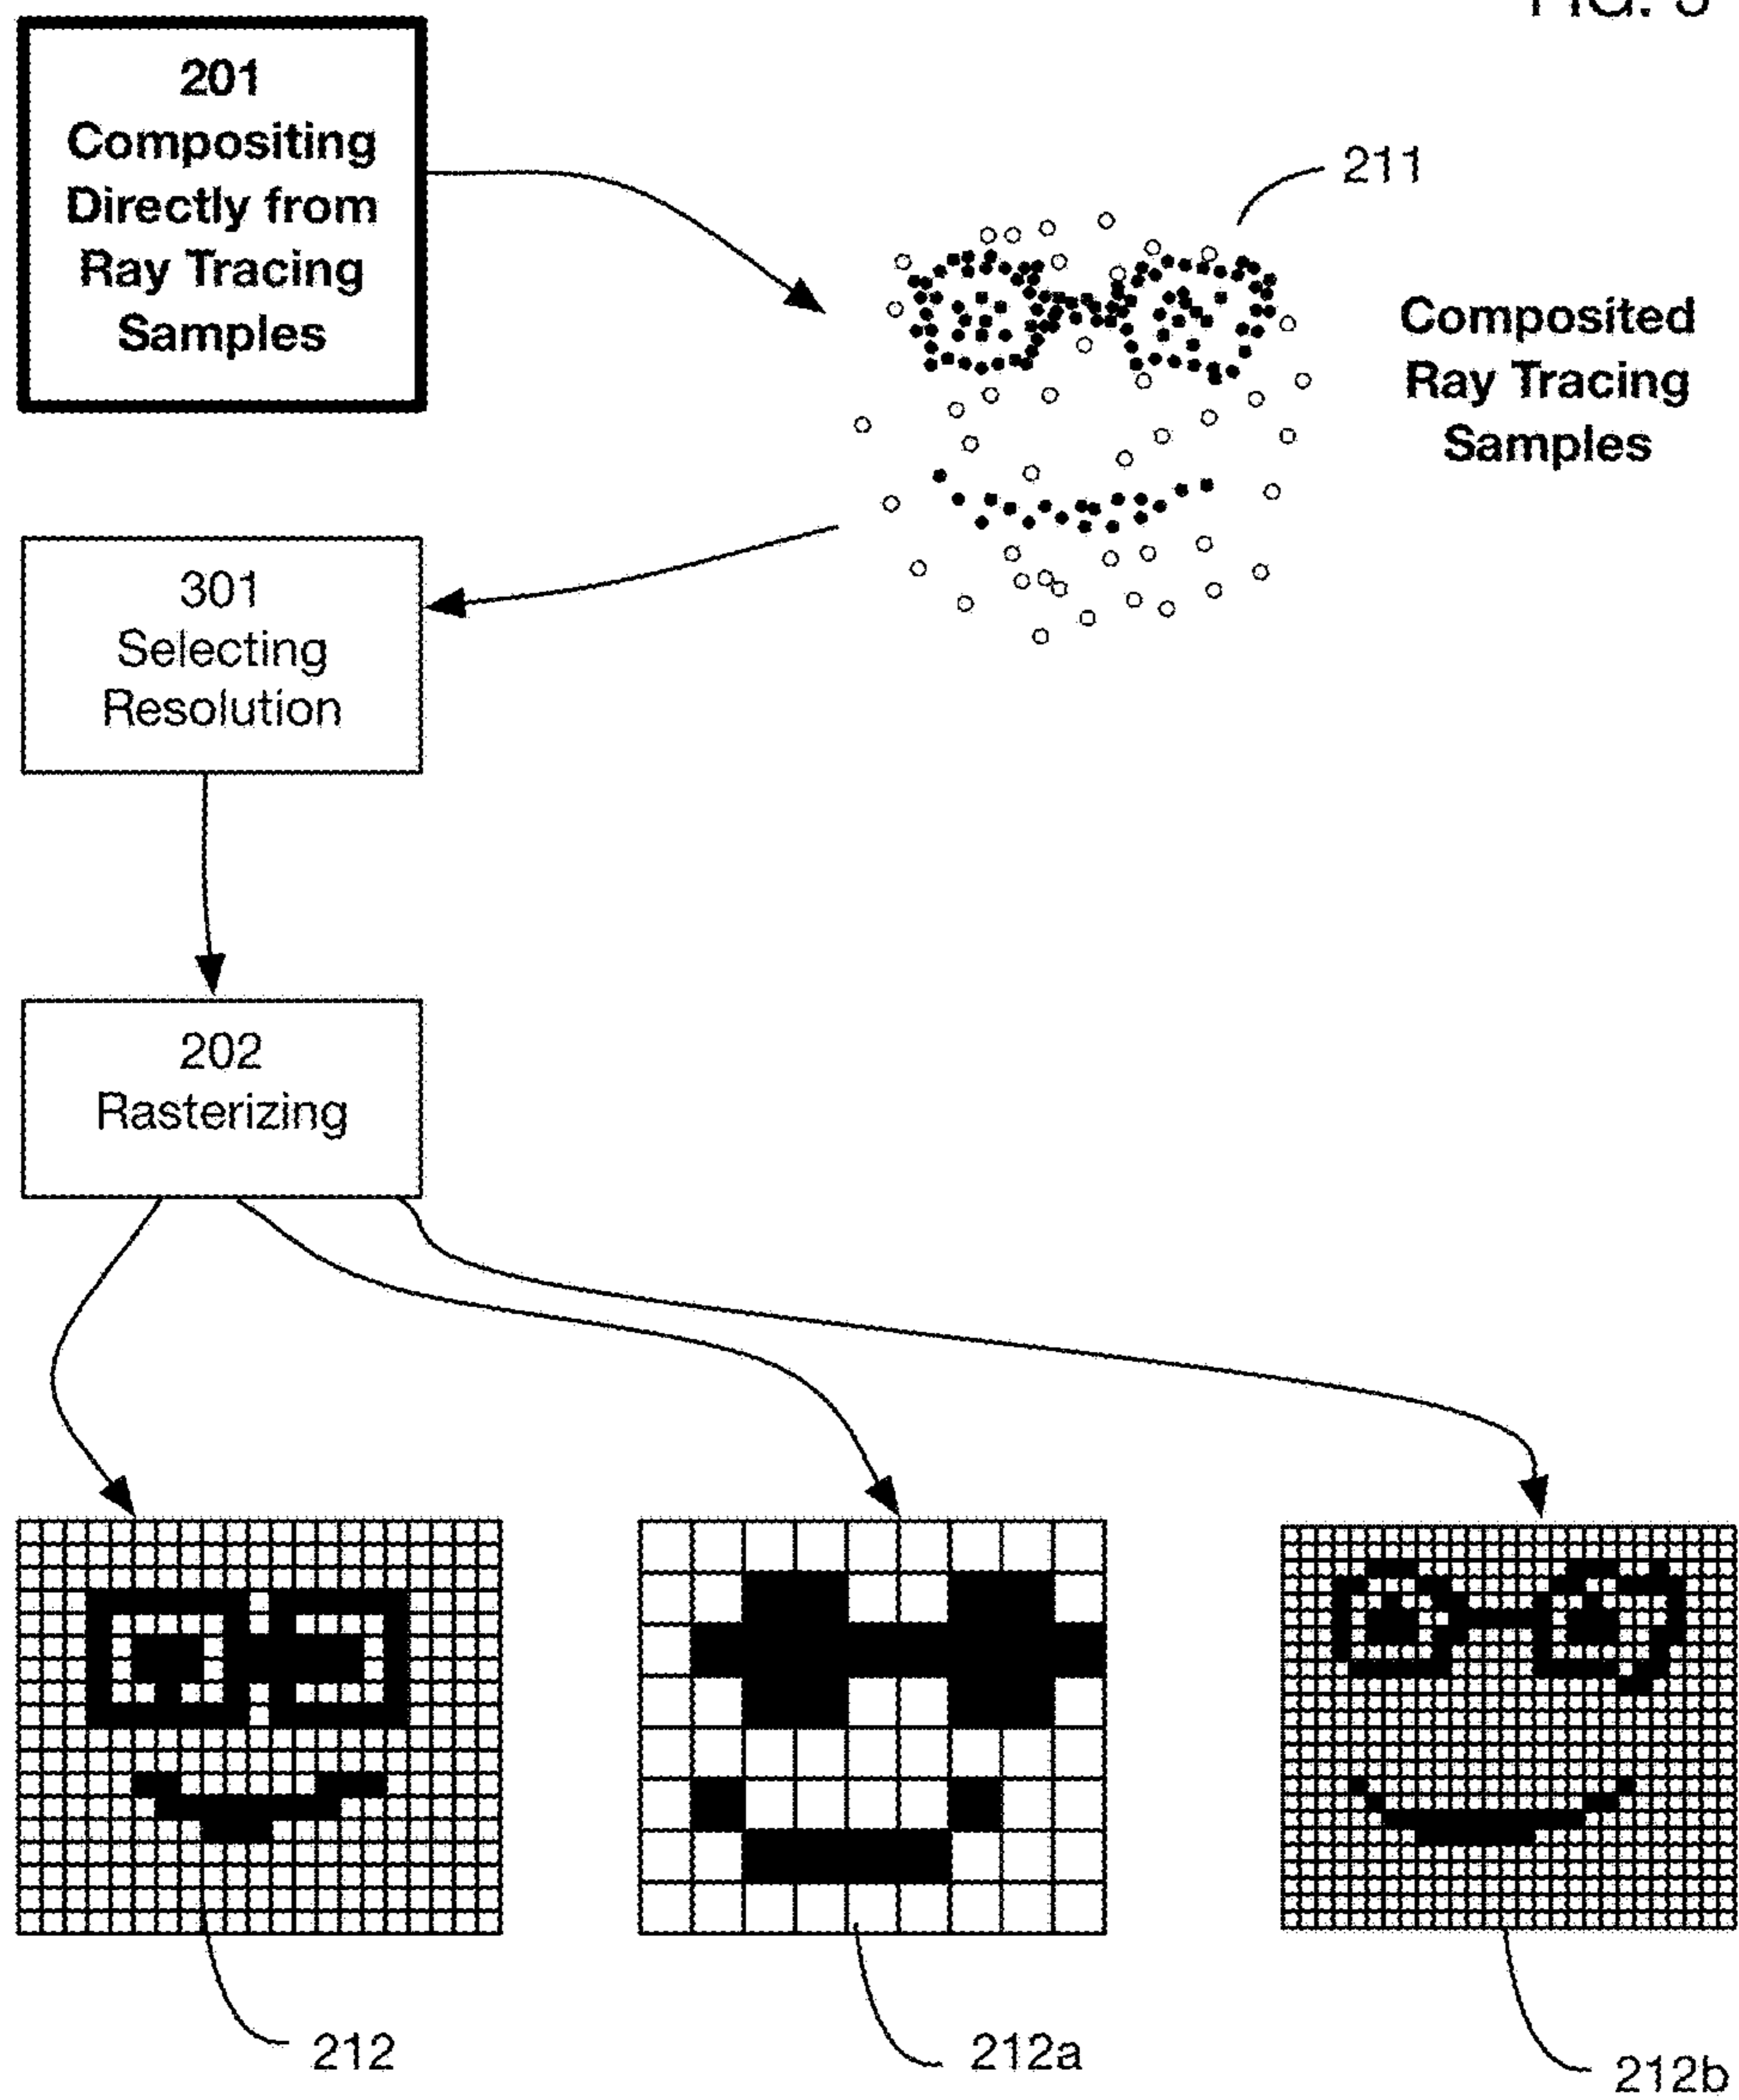 201
Compositing
Directly from
Ray Tracing
Samples
211
Composited
Ray Tracing
Samples
301
Selecting
Resolution
202
Rasterizing
212
212a
212b